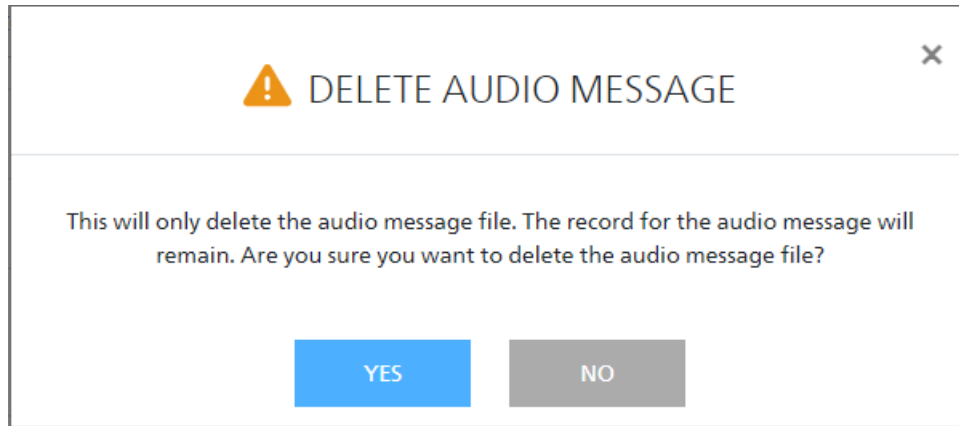 DELETE AUDIO MESSAGE
This will only delete the audio message file. The record for the audio message will
remain. Are you sure you want to delete the audio message file?
YES
NO